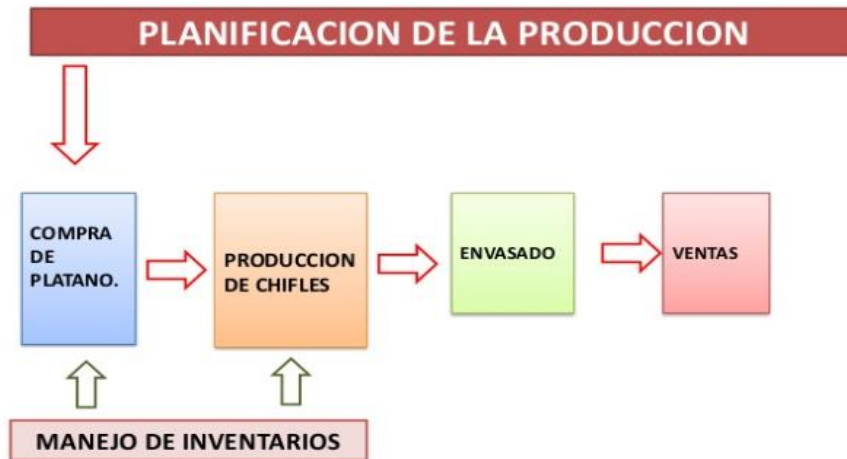 PLANIFICACION DE LA PRODUCCION
COMPRA
DE
PLATANO.
PRODUCCION
DE CHIFLES
ENVASADO
VENTAS
MANEJO DE INVENTARIOS